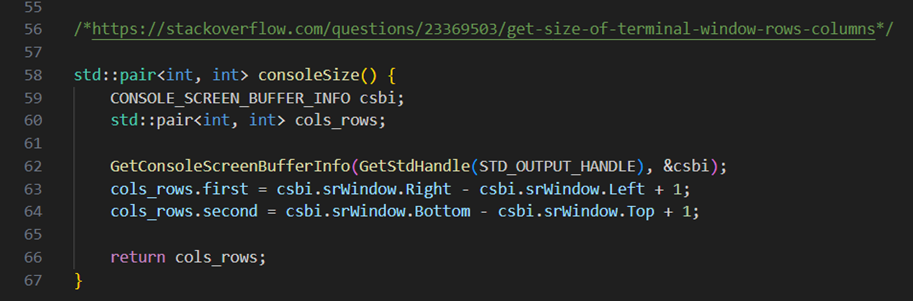 55
56 /*https://stackoverflow.com/questions/23369503/get-size-of-terminal-window-rows-columns*/
57
58 std::pair<int, int> consoleSize() {
59     CONSOLE_SCREEN_BUFFER_INFO csbi;
60     std::pair<int, int> cols_rows;
61
62     GetConsoleScreenBufferInfo(GetStdHandle(STD_OUTPUT_HANDLE), &csbi);
63     cols_rows.first = csbi.srWindow.Right - csbi.srWindow.Left + 1;
64     cols_rows.second = csbi.srWindow.Bottom - csbi.srWindow.Top + 1;
65
66     return cols_rows;
67 }